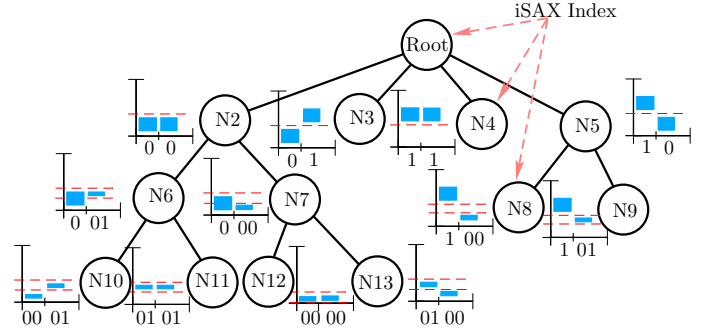 iSAX Index
Root
N2
N3
N4
N5
0 0
0 1
1 1
1 0
N6
N7
N8
N9
0 01
0 00
1 00
1 01
N10
N11
N12
N13
00 01
01 01
00 00
01 00